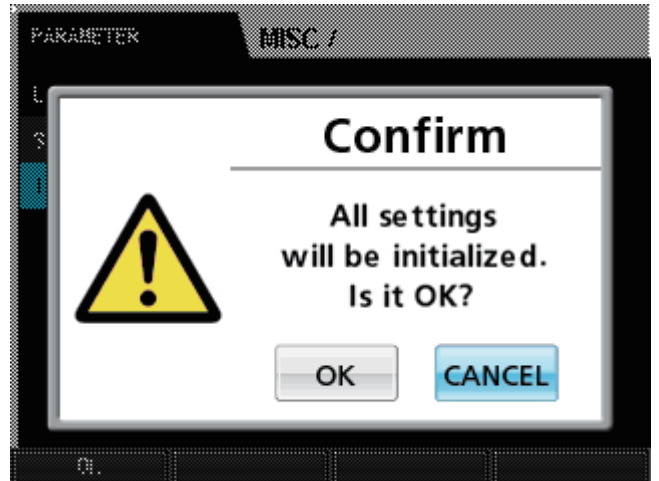 PARAMETER
MISC /
Confirm
All settings
will be initialized.
Is it OK?
OK
CANCEL